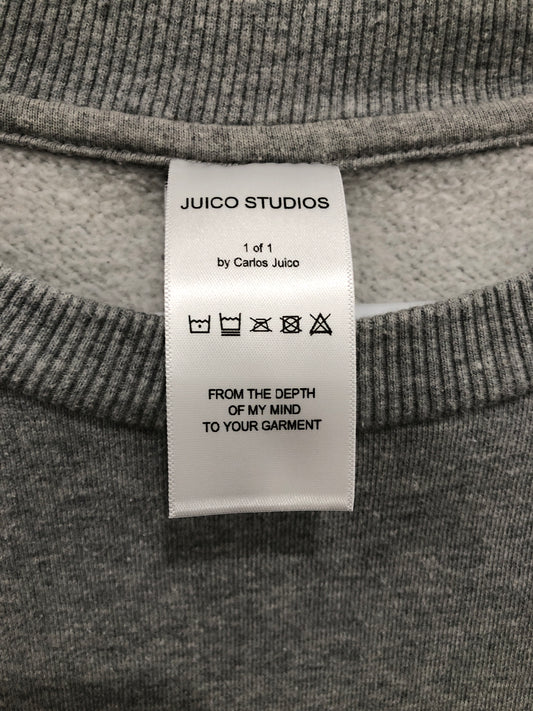 JUICO STUDIOS
1 of 1
by Carlos Juico
FROM THE DEPTH
OF MY MIND
TO YOUR GARMENT